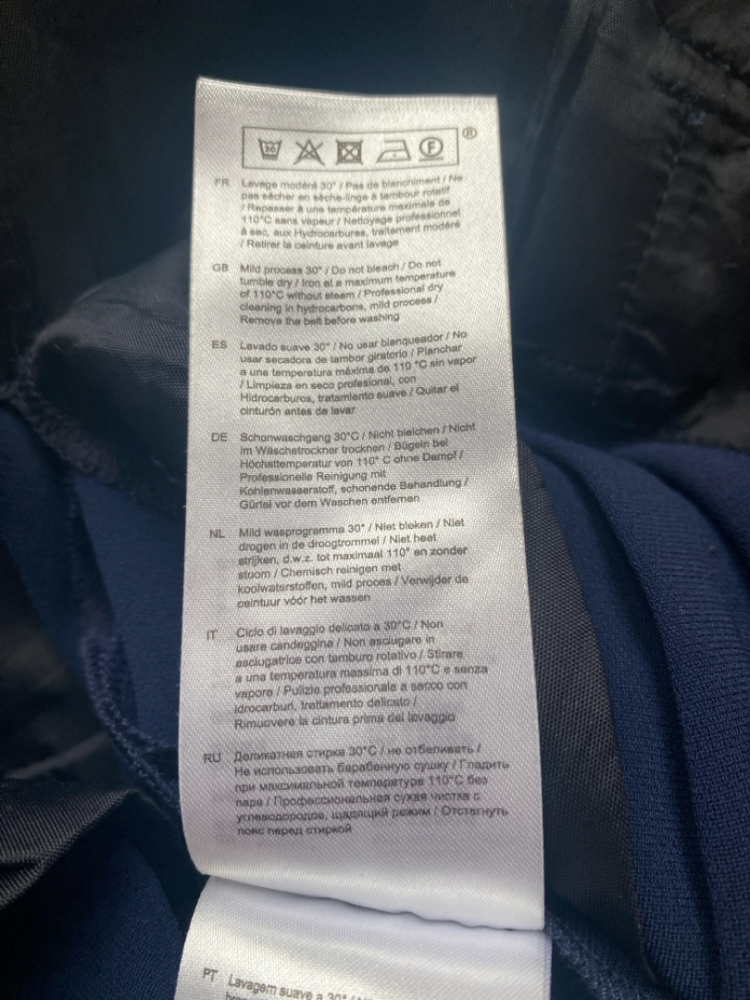 30 F ®
FR Lavage modéré 30° / Pas de blanchiment / Ne
pas sécher en sèche-linge à tambour rotatif
/ Repasser à une température maximale de
110°C sans vapeur / Nettoyage professionnel
à sec, aux Hydrocarbures, traitement modéré
/ Retirer la ceinture avant lavage
GB Mild process 30° / Do not bleach / Do not
tumble dry / Iron at a maximum temperature
of 110°C without steam / Professional dry
cleaning in hydrocarbons, mild process /
Remove the belt before washing
ES Lavado suave 30° / No usar blanqueador / No
usar secadora de tambor giratorio / Planchar
a une temperatura máxima de 110 °C sin vapor
/ Limpieza en seco profesional, con
Hidrocarburos, tratamiento suave / Quitar el
cinturón antes de lavar
DE Schonwaschgang 30°C / Nicht bleichen / Nicht
im Wäschetrockner trocknen / Bügeln bei
Höchsttemperatur von 110° C ohne Dampf /
Professionelle Reinigung mit
Kohlenwasserstoff, schonende Behandlung /
Gürtel vor dem Waschen entfernen
NL Mild wasprogramma 30° / Niet bleken / Niet
drogen in de droogtrommel / Niet heet
strijken, d.w.z. tot maximaal 110° en zonder
stoom / Chemisch reinigen met
koolwaterstoffen, mild proces / Verwijder de
ceintuur vóór het wassen
IT Ciclo di lavaggio delicato a 30°C / Non
usare candeggina / Non asciugare in
asciugatrice con tamburo rotativo / Stirare
a una temperatura massima di 110°C e senza
vapore / Pulizie professionale a secco con
idrocarburi, trattamento delicato /
Rimuovere la cintura prima del lavaggio
RU Деликатная стирка 30°C / не отбеливать /
Не использовать барабанную сушку / Гладить
при максимальной температуре 110°C без
пара / Профессиональная сухая чистка с
углеводородов, щадящий режим / Отстегнуть
пояс перед стиркой
PT Lavagem suave a 30°